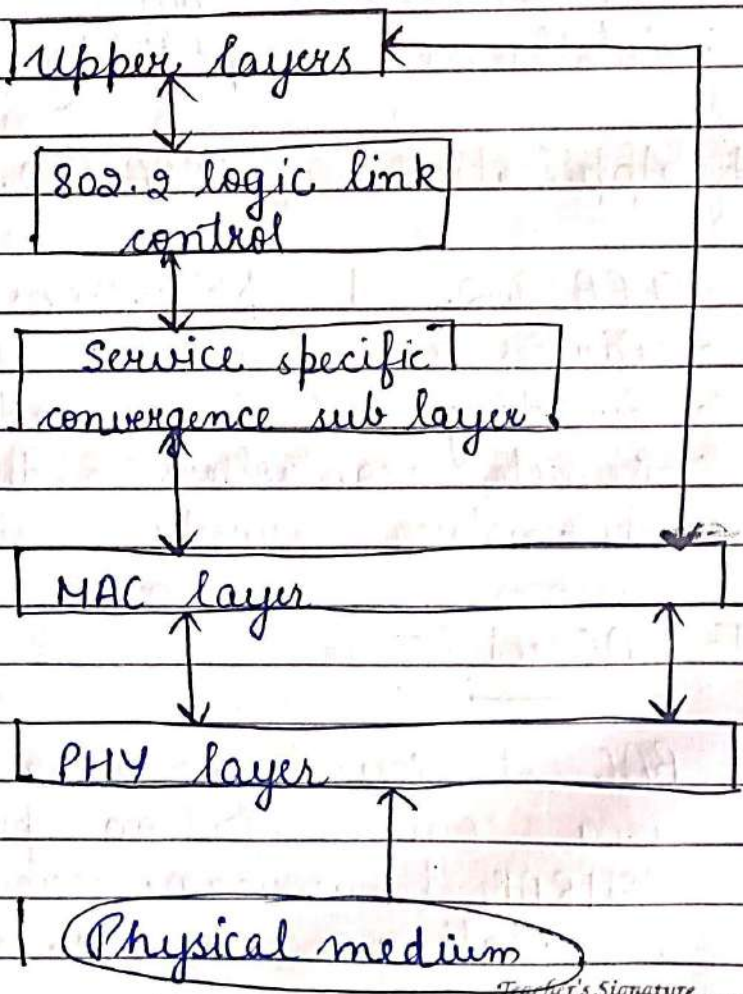 Upper layers
802.2 logic link
control
Service specific
convergence sub layer
MAC layer
PHY layer
Physical medium
Teacher's Signature